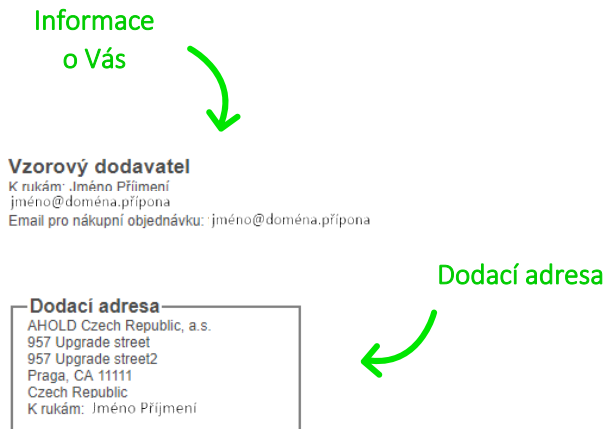 Informace
o Vás
Vzorový dodavatel
K rukám: Jméno Příjmení
jméno@doména.přípona
Email pro nákupní objednávku: jméno@doména.přípona
Dodací adresa
Dodací adresa
AHOLD Czech Republic, a.s.
957 Upgrade street
957 Upgrade street2
Praga, CA 11111
Czech Republic
K rukám: Jméno Příjmení